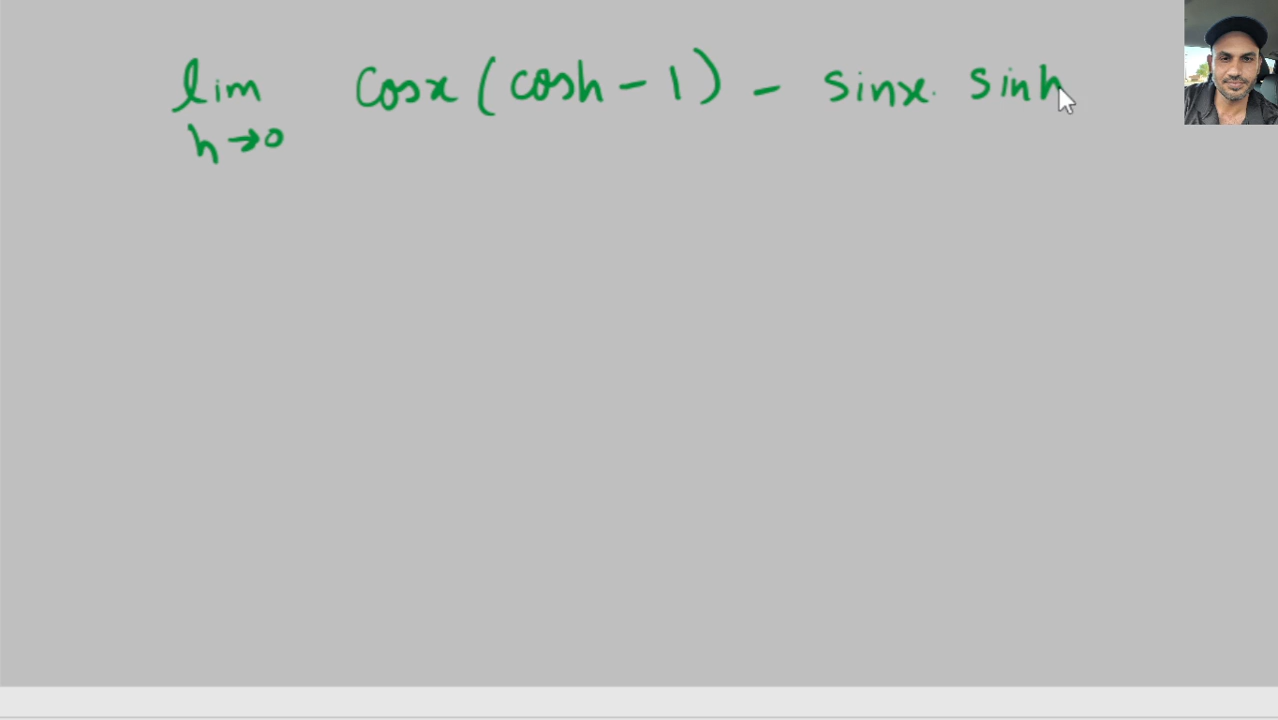 lim cosx (cosh - 1) - sinx. sinh
h→0